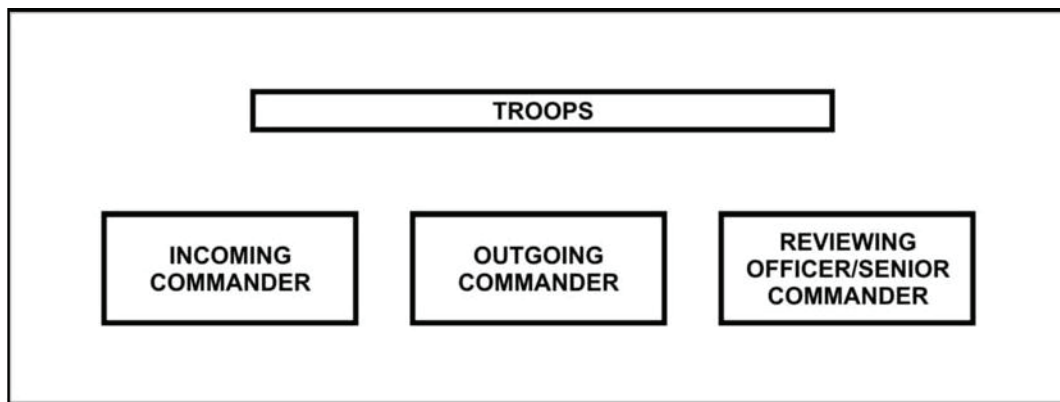 TROOPS
INCOMING
COMMANDER
OUTGOING
COMMANDER
REVIEWING
OFFICER/SENIOR
COMMANDER